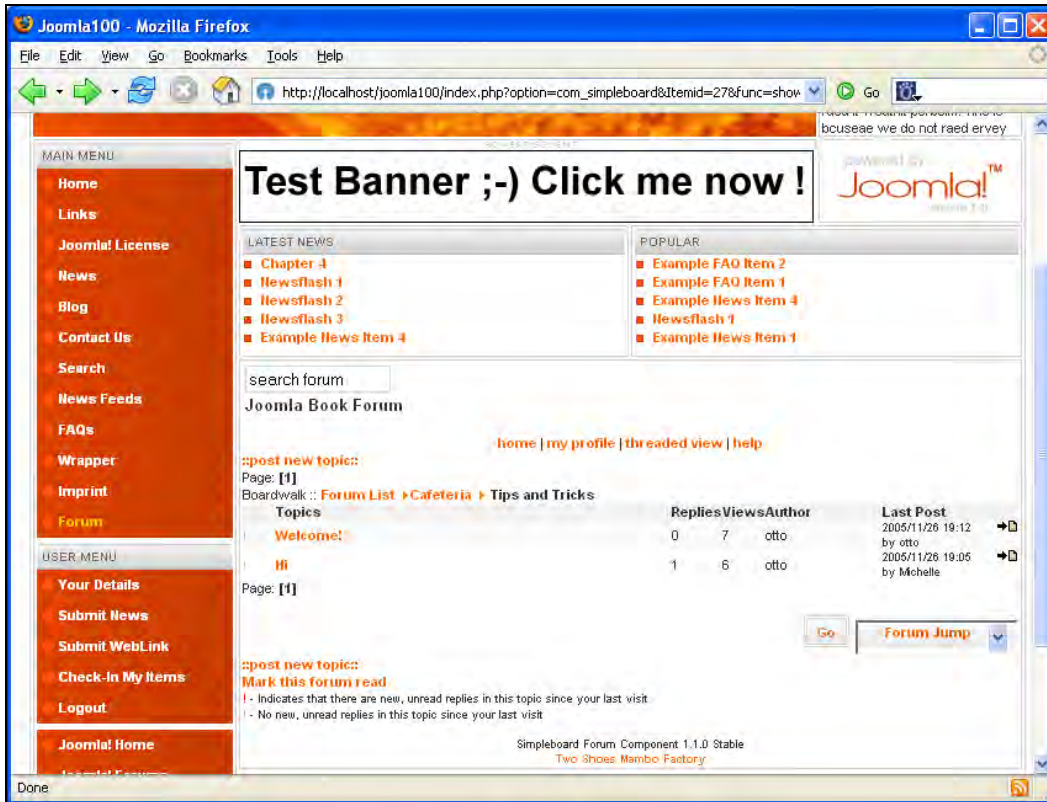 Joomla100 - Mozilla Firefox
File Edit View Go Bookmarks Tools Help
http://localhost/joomla100/index.php?option=com_simpleboard&Itemid=27&func=show Go
bcuseae we do not raed ervey
MAIN MENU
Home
Links
Joomla! License
News
Blog
Contact Us
Search
News Feeds
FAQs
Wrapper
Imprint
Forum
USER MENU
Your Details
Submit News
Submit WebLink
Check-In My Items
Logout
Joomla! Home
ADVERTISEMENT
Test Banner ;-) Click me now !
powered by
Joomla!™
version 1.0
LATEST NEWS
Chapter 4
Newsflash 1
Newsflash 2
Newsflash 3
Example News Item 4
POPULAR
Example FAQ Item 2
Example FAQ Item 1
Example News Item 4
Newsflash 1
Example News Item 1
search forum
Joomla Book Forum
home | my profile | threaded view | help
::post new topic::
Page: [1]
Boardwalk :: Forum List Cafeteria Tips and Tricks
Topics Replies Views Author Last Post
! Welcome! 0 7 otto 2005/11/26 19:12
by otto
! Hi 1 6 otto 2005/11/26 19:05
by Michelle
Page: [1]
Go Forum Jump
::post new topic::
Mark this forum read
! - Indicates that there are new, unread replies in this topic since your last visit
! - No new, unread replies in this topic since your last visit
Simpleboard Forum Component 1.1.0 Stable
Two Shoes Mambo Factory
Done